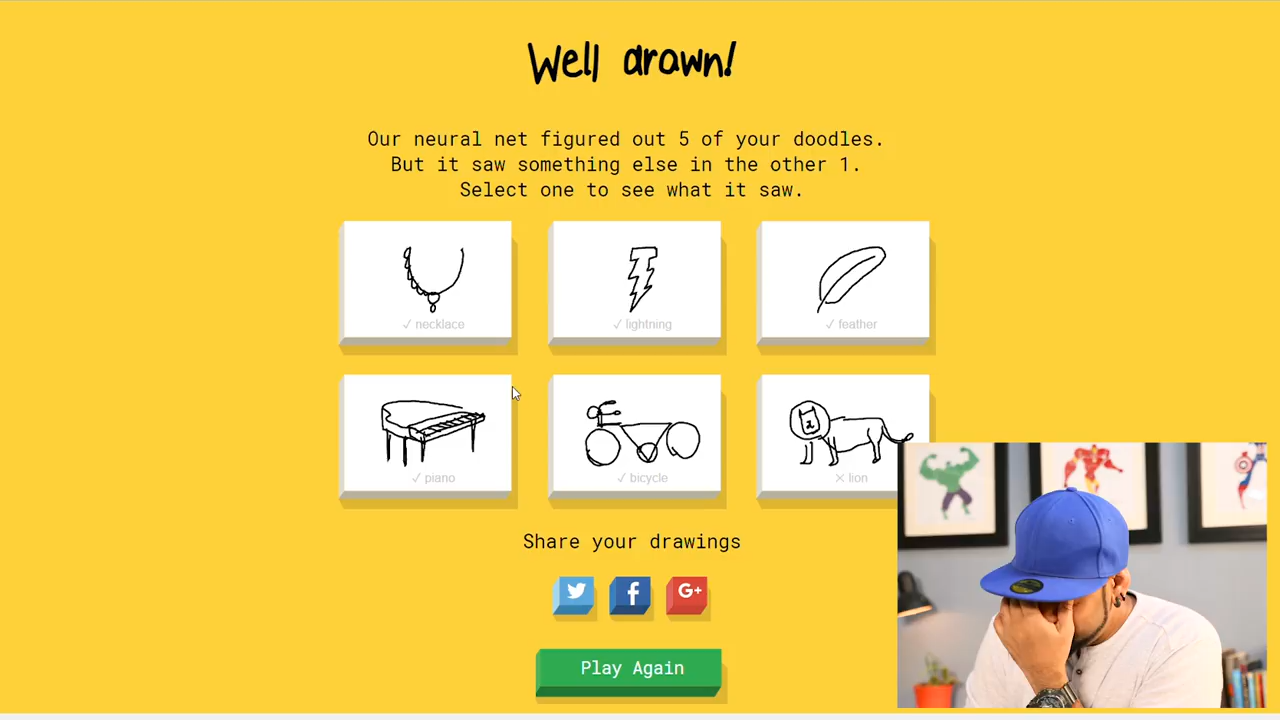 Well drawn!
Our neural net figured out 5 of your doodles.
But it saw something else in the other 1.
Select one to see what it saw.
✓ necklace
✓ lightning
✓ feather
✓ piano
✓ bicycle
✕ lion
Share your drawings
G+
Play Again